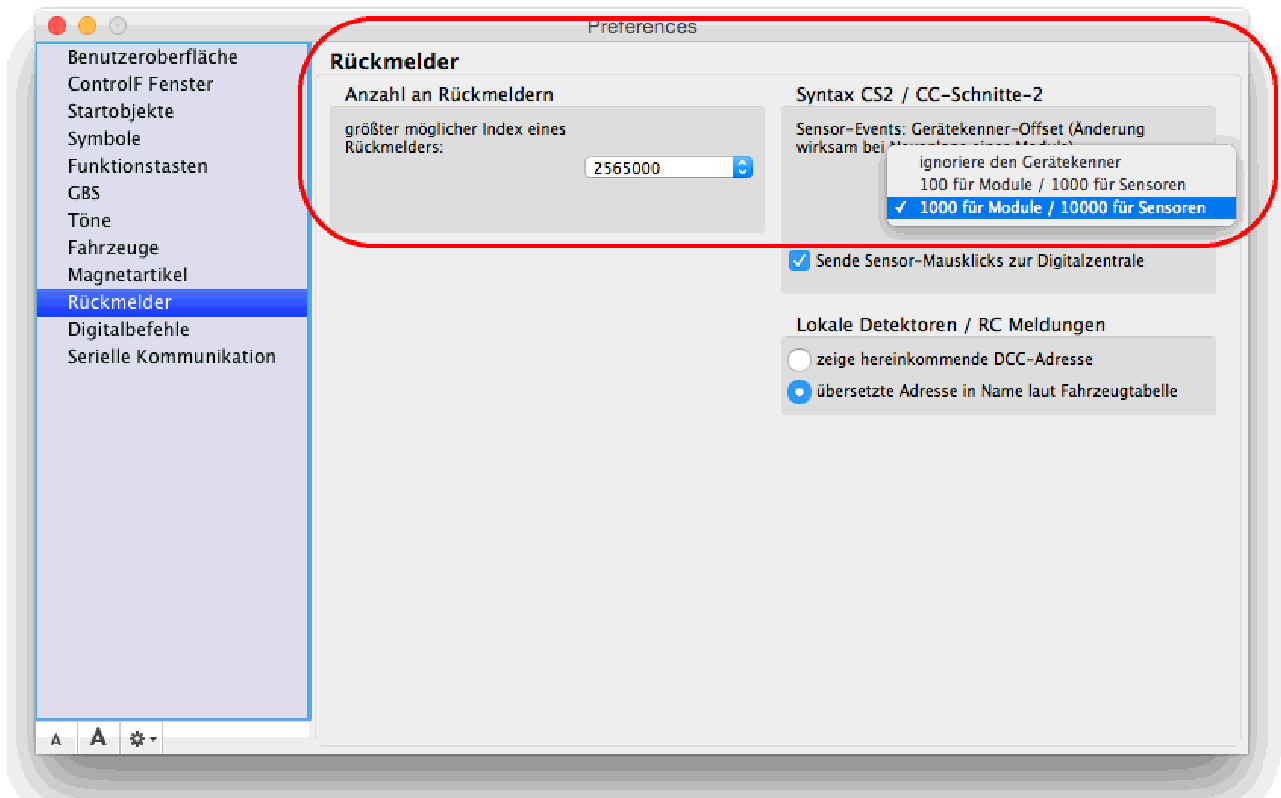 Preferences
Benutzeroberfläche
ControlF Fenster
Startobjekte
Symbole
Funktionstasten
GBS
Töne
Fahrzeuge
Magnetartikel
Rückmelder
Digitalbefehle
Serielle Kommunikation
A A
Rückmelder
Anzahl an Rückmeldern
größter möglicher Index eines
Rückmelders:
2565000
Syntax CS2 / CC-Schnitte-2
Sensor-Events: Gerätekenner-Offset (Änderung
wirksam bei
ignoriere den Gerätekenner
100 für Module / 1000 für Sensoren
✓ 1000 für Module / 10000 für Sensoren
Sende Sensor-Mausklicks zur Digitalzentrale
Lokale Detektoren / RC Meldungen
zeige hereinkommende DCC-Adresse
übersetzte Adresse in Name laut Fahrzeugtabelle